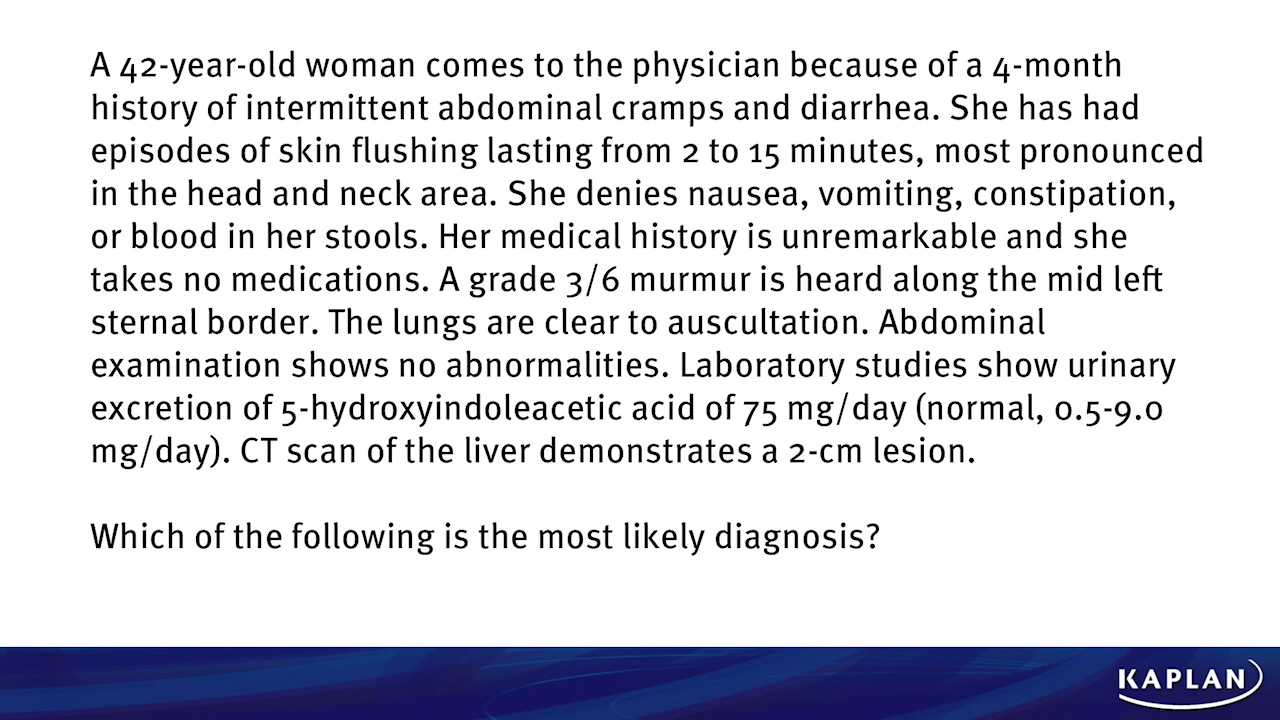 A 42-year-old woman comes to the physician because of a 4-month
history of intermittent abdominal cramps and diarrhea. She has had
episodes of skin flushing lasting from 2 to 15 minutes, most pronounced
in the head and neck area. She denies nausea, vomiting, constipation,
or blood in her stools. Her medical history is unremarkable and she
takes no medications. A grade 3/6 murmur is heard along the mid left
sternal border. The lungs are clear to auscultation. Abdominal
examination shows no abnormalities. Laboratory studies show urinary
excretion of 5-hydroxyindoleacetic acid of 75 mg/day (normal, 0.5-9.0
mg/day). CT scan of the liver demonstrates a 2-cm lesion.
Which of the following is the most likely diagnosis?
KAPLAN